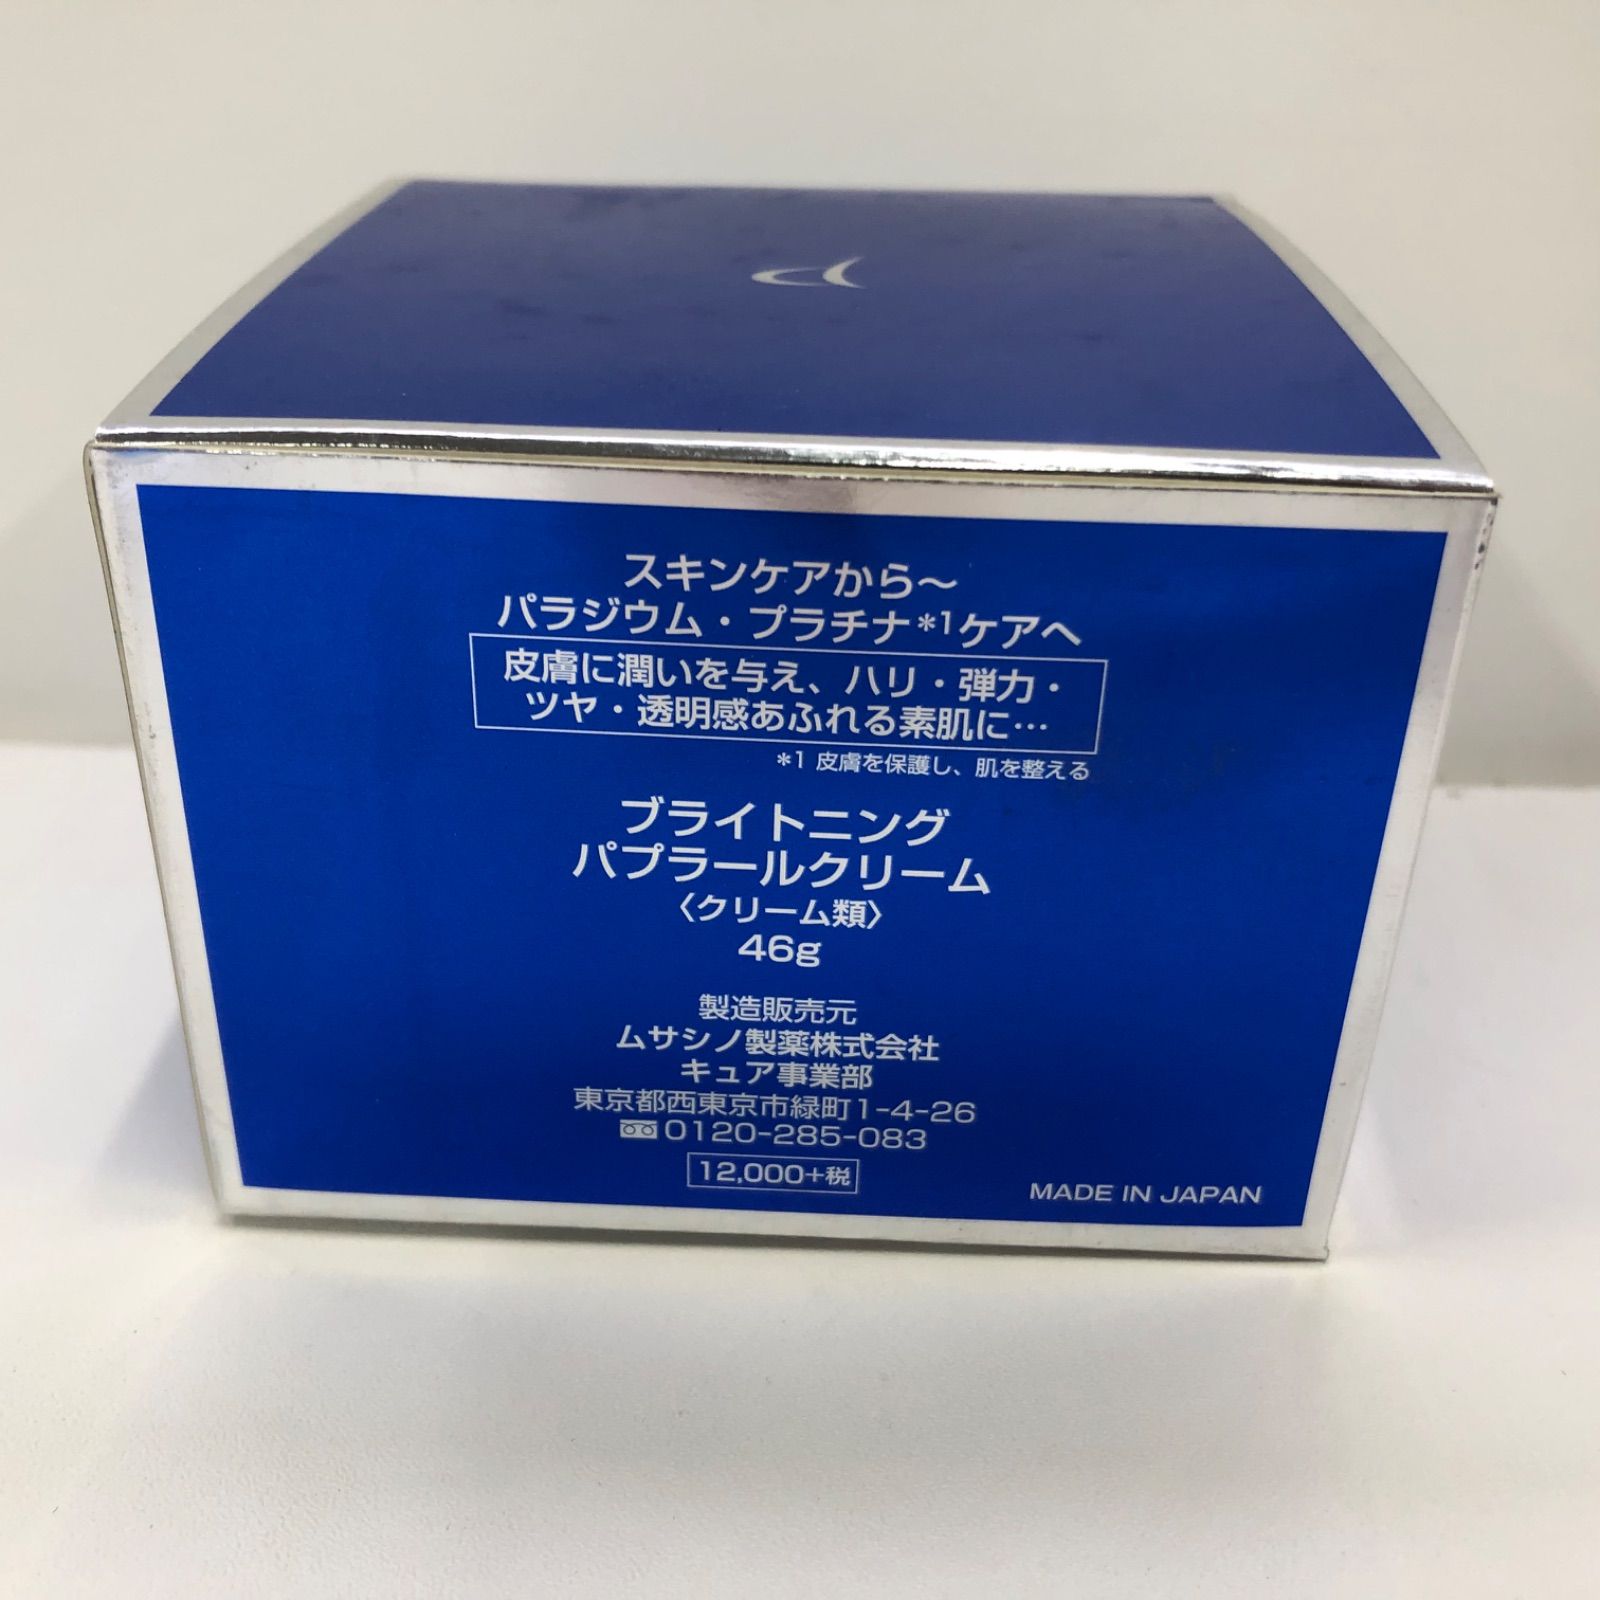 スキンケアから～
パラジウム・プラチナ*1ケアへ
皮膚に潤いを与え、ハリ・弾力・
ツヤ・透明感あふれる素肌に…
*1 皮膚を保護し、肌を整える
ブライトニング
パプラールクリーム
〈クリーム類〉
46g
製造販売元
ムサシノ製薬株式会社
キュア事業部
東京都西東京市緑町1-4-26
0120-285-083
12,000+税
MADE IN JAPAN